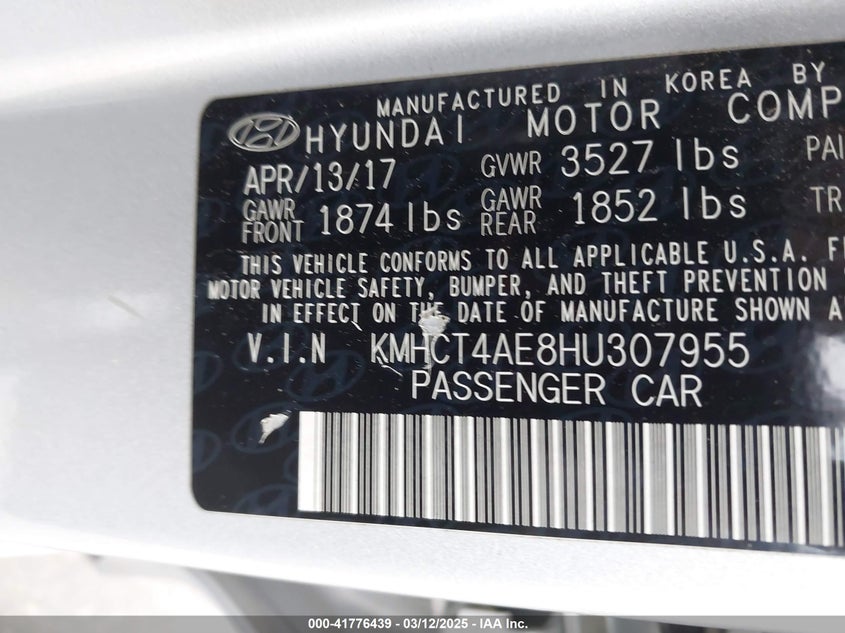 MANUFACTURED IN KOREA BY
HYUNDAI MOTOR COMP
APR/13/17 GVWR 3527 lbs PAI
GAWR FRONT 1874 lbs GAWR REAR 1852 lbs TR
THIS VEHICLE CONFORMS TO ALL APPLICABLE U.S.A. F
MOTOR VEHICLE SAFETY, BUMPER, AND THEFT PREVENTION
IN EFFECT ON THE DATE OF MANUFACTURE SHOWN A
V.I.N KMHCT4AE8HU307955
PASSENGER CAR
000-41776439 - 03/12/2025 - IAA Inc.